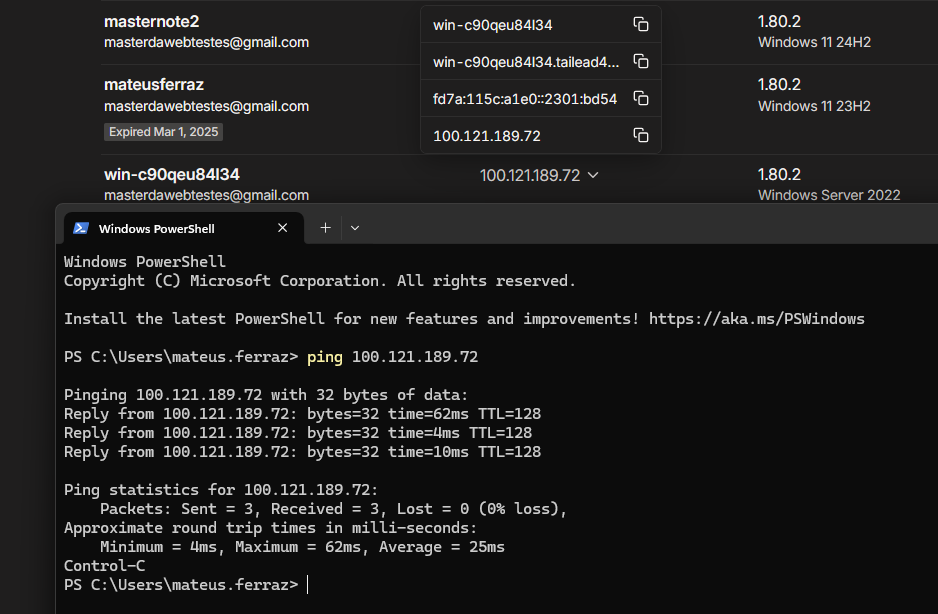 masternote2
masterdawebtestes@gmail.com
win-c90qeu84l34
1.80.2
Windows 11 24H2
win-c90qeu84l34.tailead4...
mateusferraz
masterdawebtestes@gmail.com
Expired Mar 1, 2025
fd7a:115c:a1e0::2301:bd54
1.80.2
Windows 11 23H2
100.121.189.72
win-c90qeu84l34
masterdawebtestes@gmail.com
100.121.189.72
1.80.2
Windows Server 2022
Windows PowerShell
Windows PowerShell
Copyright (C) Microsoft Corporation. All rights reserved.
Install the latest PowerShell for new features and improvements! https://aka.ms/PSWindows
PS C:\Users\mateus.ferraz> ping 100.121.189.72
Pinging 100.121.189.72 with 32 bytes of data:
Reply from 100.121.189.72: bytes=32 time=62ms TTL=128
Reply from 100.121.189.72: bytes=32 time=4ms TTL=128
Reply from 100.121.189.72: bytes=32 time=10ms TTL=128
Ping statistics for 100.121.189.72:
    Packets: Sent = 3, Received = 3, Lost = 0 (0% loss),
Approximate round trip times in milli-seconds:
    Minimum = 4ms, Maximum = 62ms, Average = 25ms
Control-C
PS C:\Users\mateus.ferraz>